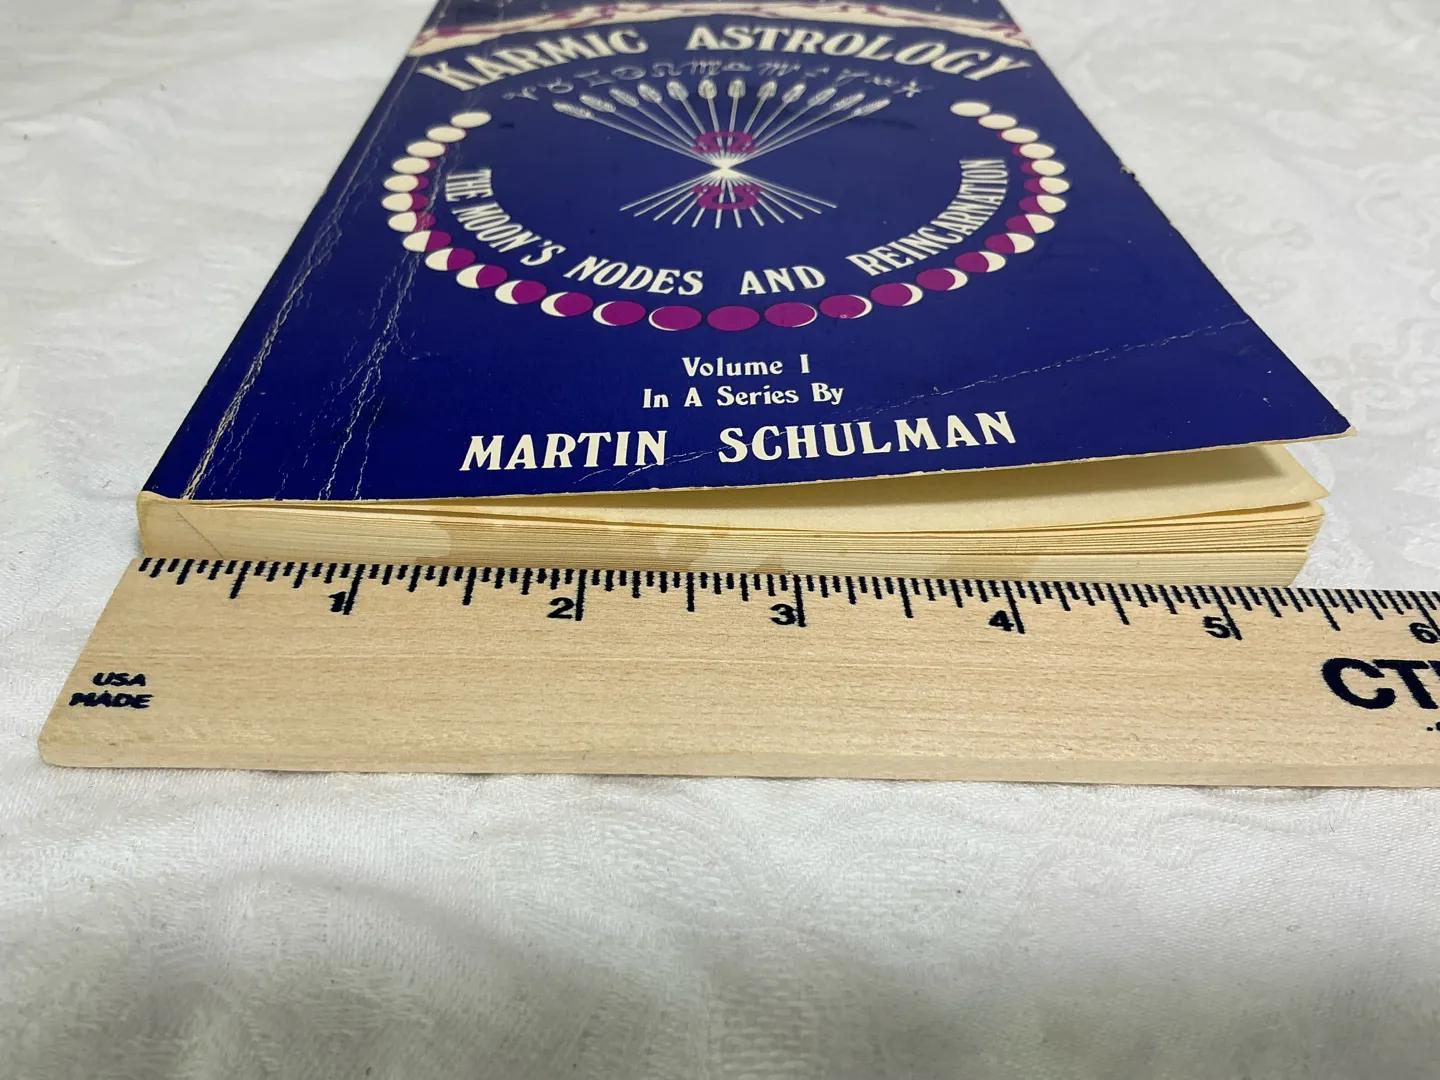 KARMIC ASTROLOGY
THE MOON'S NODES AND REINCARNATION
Volume I
In A Series By
MARTIN SCHULMAN
1 2 3 4 5 6
USA
MADE